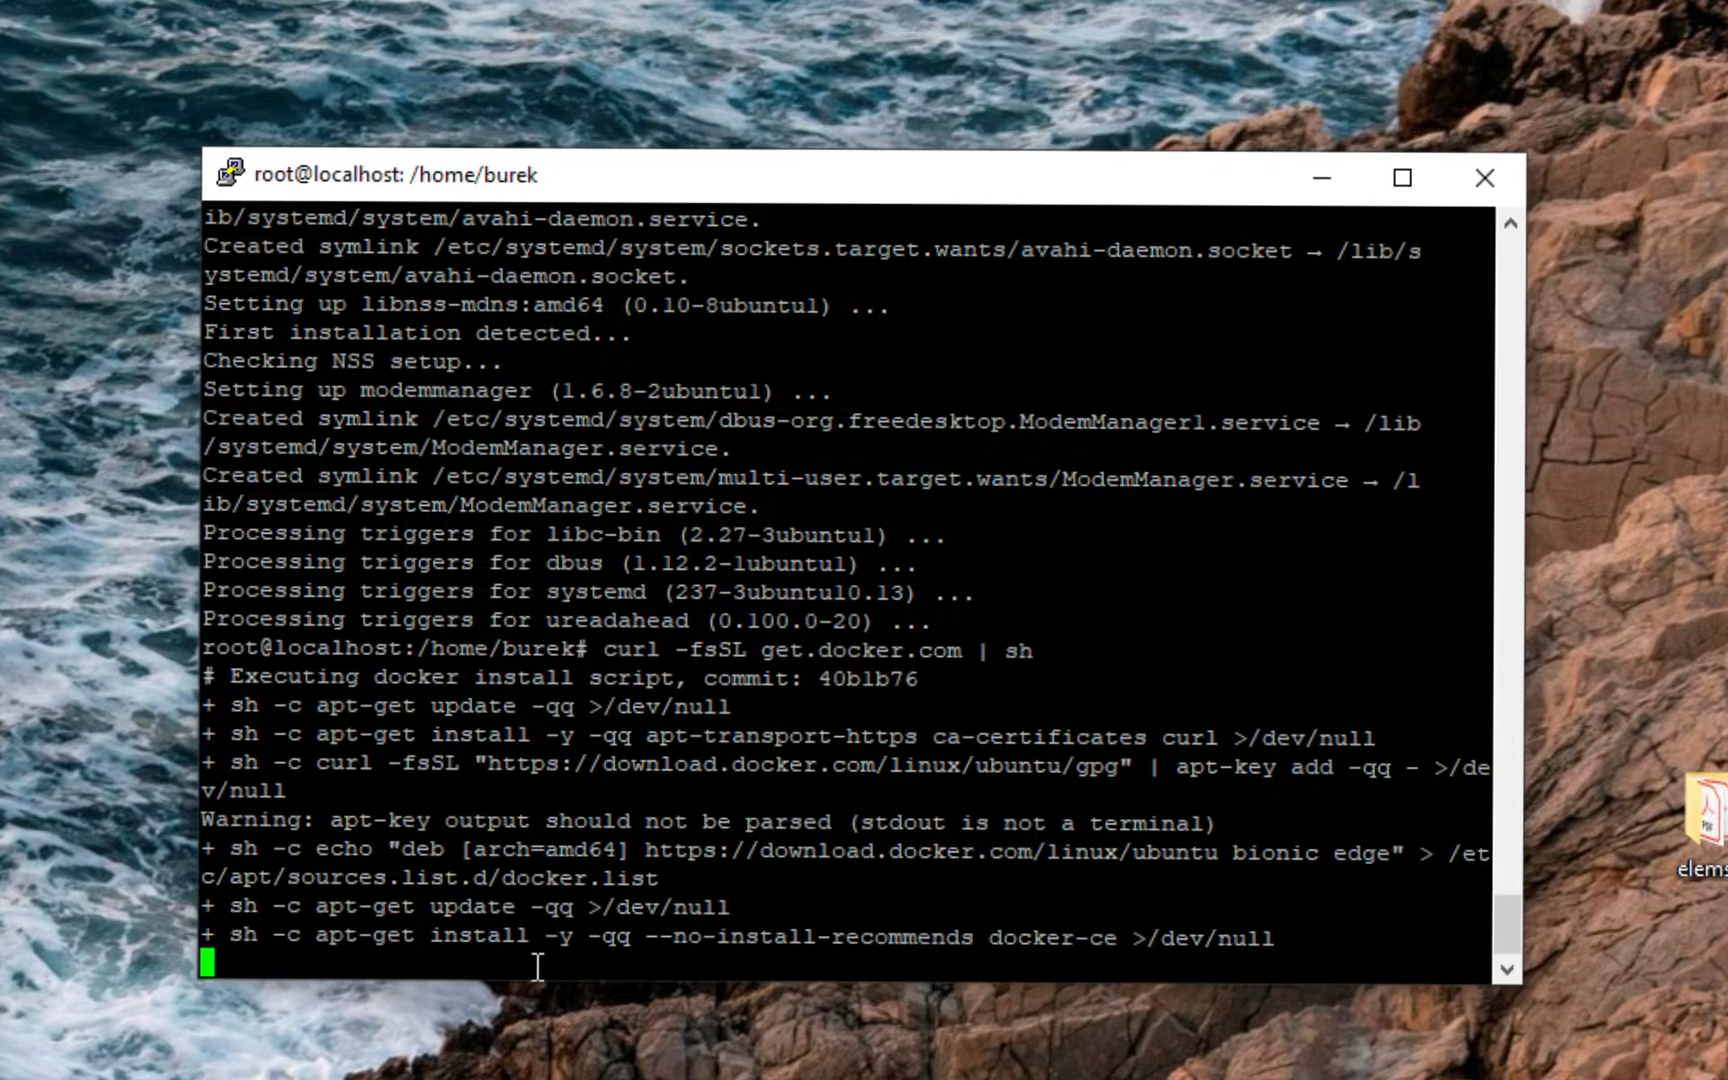 root@localhost: /home/burek
ib/systemd/system/avahi-daemon.service.
Created symlink /etc/systemd/system/sockets.target.wants/avahi-daemon.socket → /lib/s
ystemd/system/avahi-daemon.socket.
Setting up libnss-mdns:amd64 (0.10-8ubuntu1) ...
First installation detected...
Checking NSS setup...
Setting up modemmanager (1.6.8-2ubuntu1) ...
Created symlink /etc/systemd/system/dbus-org.freedesktop.ModemManager1.service → /lib
/systemd/system/ModemManager.service.
Created symlink /etc/systemd/system/multi-user.target.wants/ModemManager.service → /l
ib/systemd/system/ModemManager.service.
Processing triggers for libc-bin (2.27-3ubuntu1) ...
Processing triggers for dbus (1.12.2-1ubuntu1) ...
Processing triggers for systemd (237-3ubuntu10.13) ...
Processing triggers for ureadahead (0.100.0-20) ...
root@localhost:/home/burek# curl -fsSL get.docker.com | sh
# Executing docker install script, commit: 40b1b76
+ sh -c apt-get update -qq >/dev/null
+ sh -c apt-get install -y -qq apt-transport-https ca-certificates curl >/dev/null
+ sh -c curl -fsSL "https://download.docker.com/linux/ubuntu/gpg" | apt-key add -qq - >/de
v/null
Warning: apt-key output should not be parsed (stdout is not a terminal)
+ sh -c echo "deb [arch=amd64] https://download.docker.com/linux/ubuntu bionic edge" > /et
c/apt/sources.list.d/docker.list
+ sh -c apt-get update -qq >/dev/null
+ sh -c apt-get install -y -qq --no-install-recommends docker-ce >/dev/null
PDF
elems